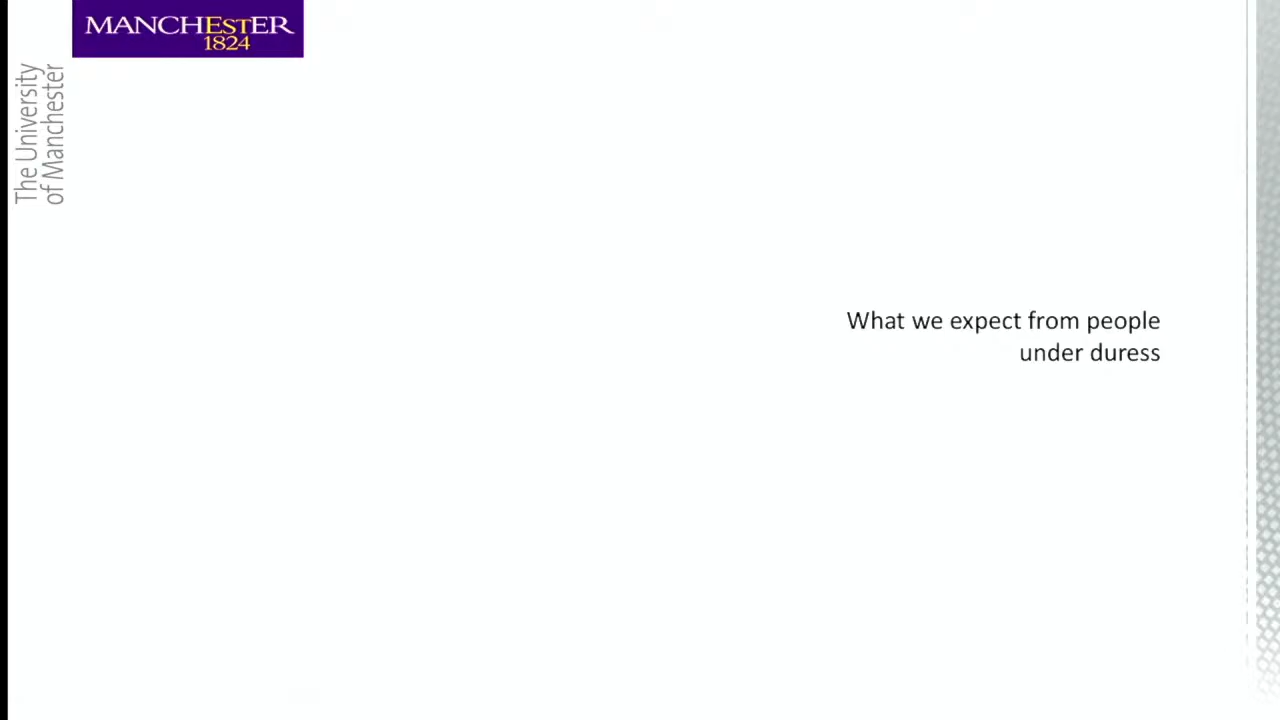 MANCHESTER
1824
The University
of Manchester
What we expect from people
under duress